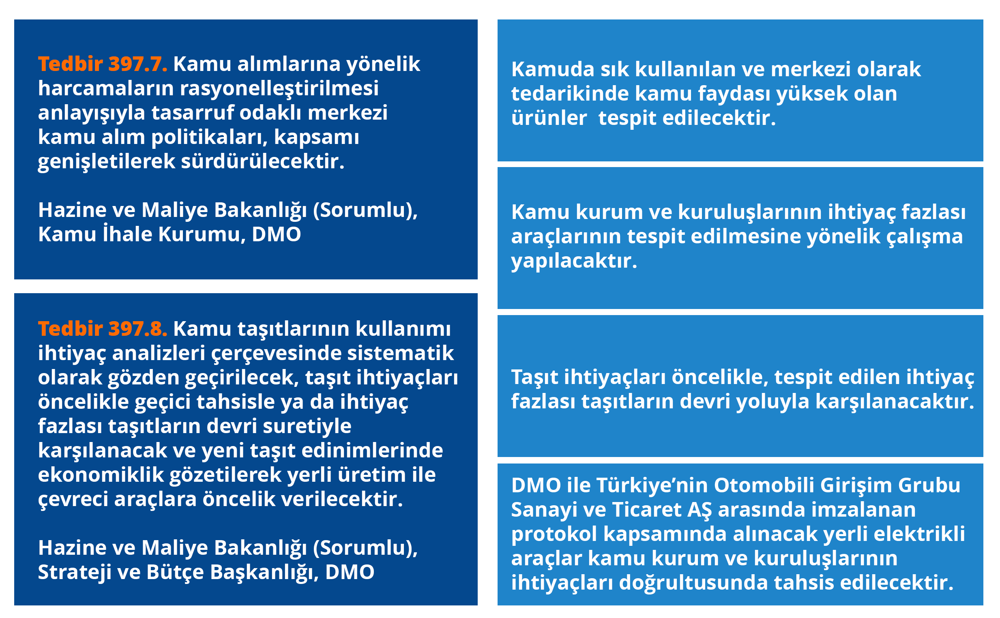 Tedbir 397.7. Kamu alımlarına yönelik
harcamaların rasyonelleştirilmesi
anlayışıyla tasarruf odaklı merkezi
kamu alım politikaları, kapsamı
genişletilerek sürdürülecektir.
Hazine ve Maliye Bakanlığı (Sorumlu),
Kamu İhale Kurumu, DMO
Tedbir 397.8. Kamu taşıtlarının kullanımı
ihtiyaç analizleri çerçevesinde sistematik
olarak gözden geçirilecek, taşıt ihtiyaçları
öncelikle geçici tahsisle ya da ihtiyaç
fazlası taşıtların devri suretiyle
karşılanacak ve yeni taşıt edinimlerinde
ekonomiklik gözetilerek yerli üretim ile
çevreci araçlara öncelik verilecektir.
Hazine ve Maliye Bakanlığı (Sorumlu),
Strateji ve Bütçe Başkanlığı, DMO
Kamuda sık kullanılan ve merkezi olarak
tedarikinde kamu faydası yüksek olan
ürünler  tespit edilecektir.
Kamu kurum ve kuruluşlarının ihtiyaç fazlası
araçlarının tespit edilmesine yönelik çalışma
yapılacaktır.
Taşıt ihtiyaçları öncelikle, tespit edilen ihtiyaç
fazlası taşıtların devri yoluyla karşılanacaktır.
DMO ile Türkiye’nin Otomobili Girişim Grubu
Sanayi ve Ticaret AŞ arasında imzalanan
protokol kapsamında alınacak yerli elektrikli
araçlar kamu kurum ve kuruluşlarının
ihtiyaçları doğrultusunda tahsis edilecektir.